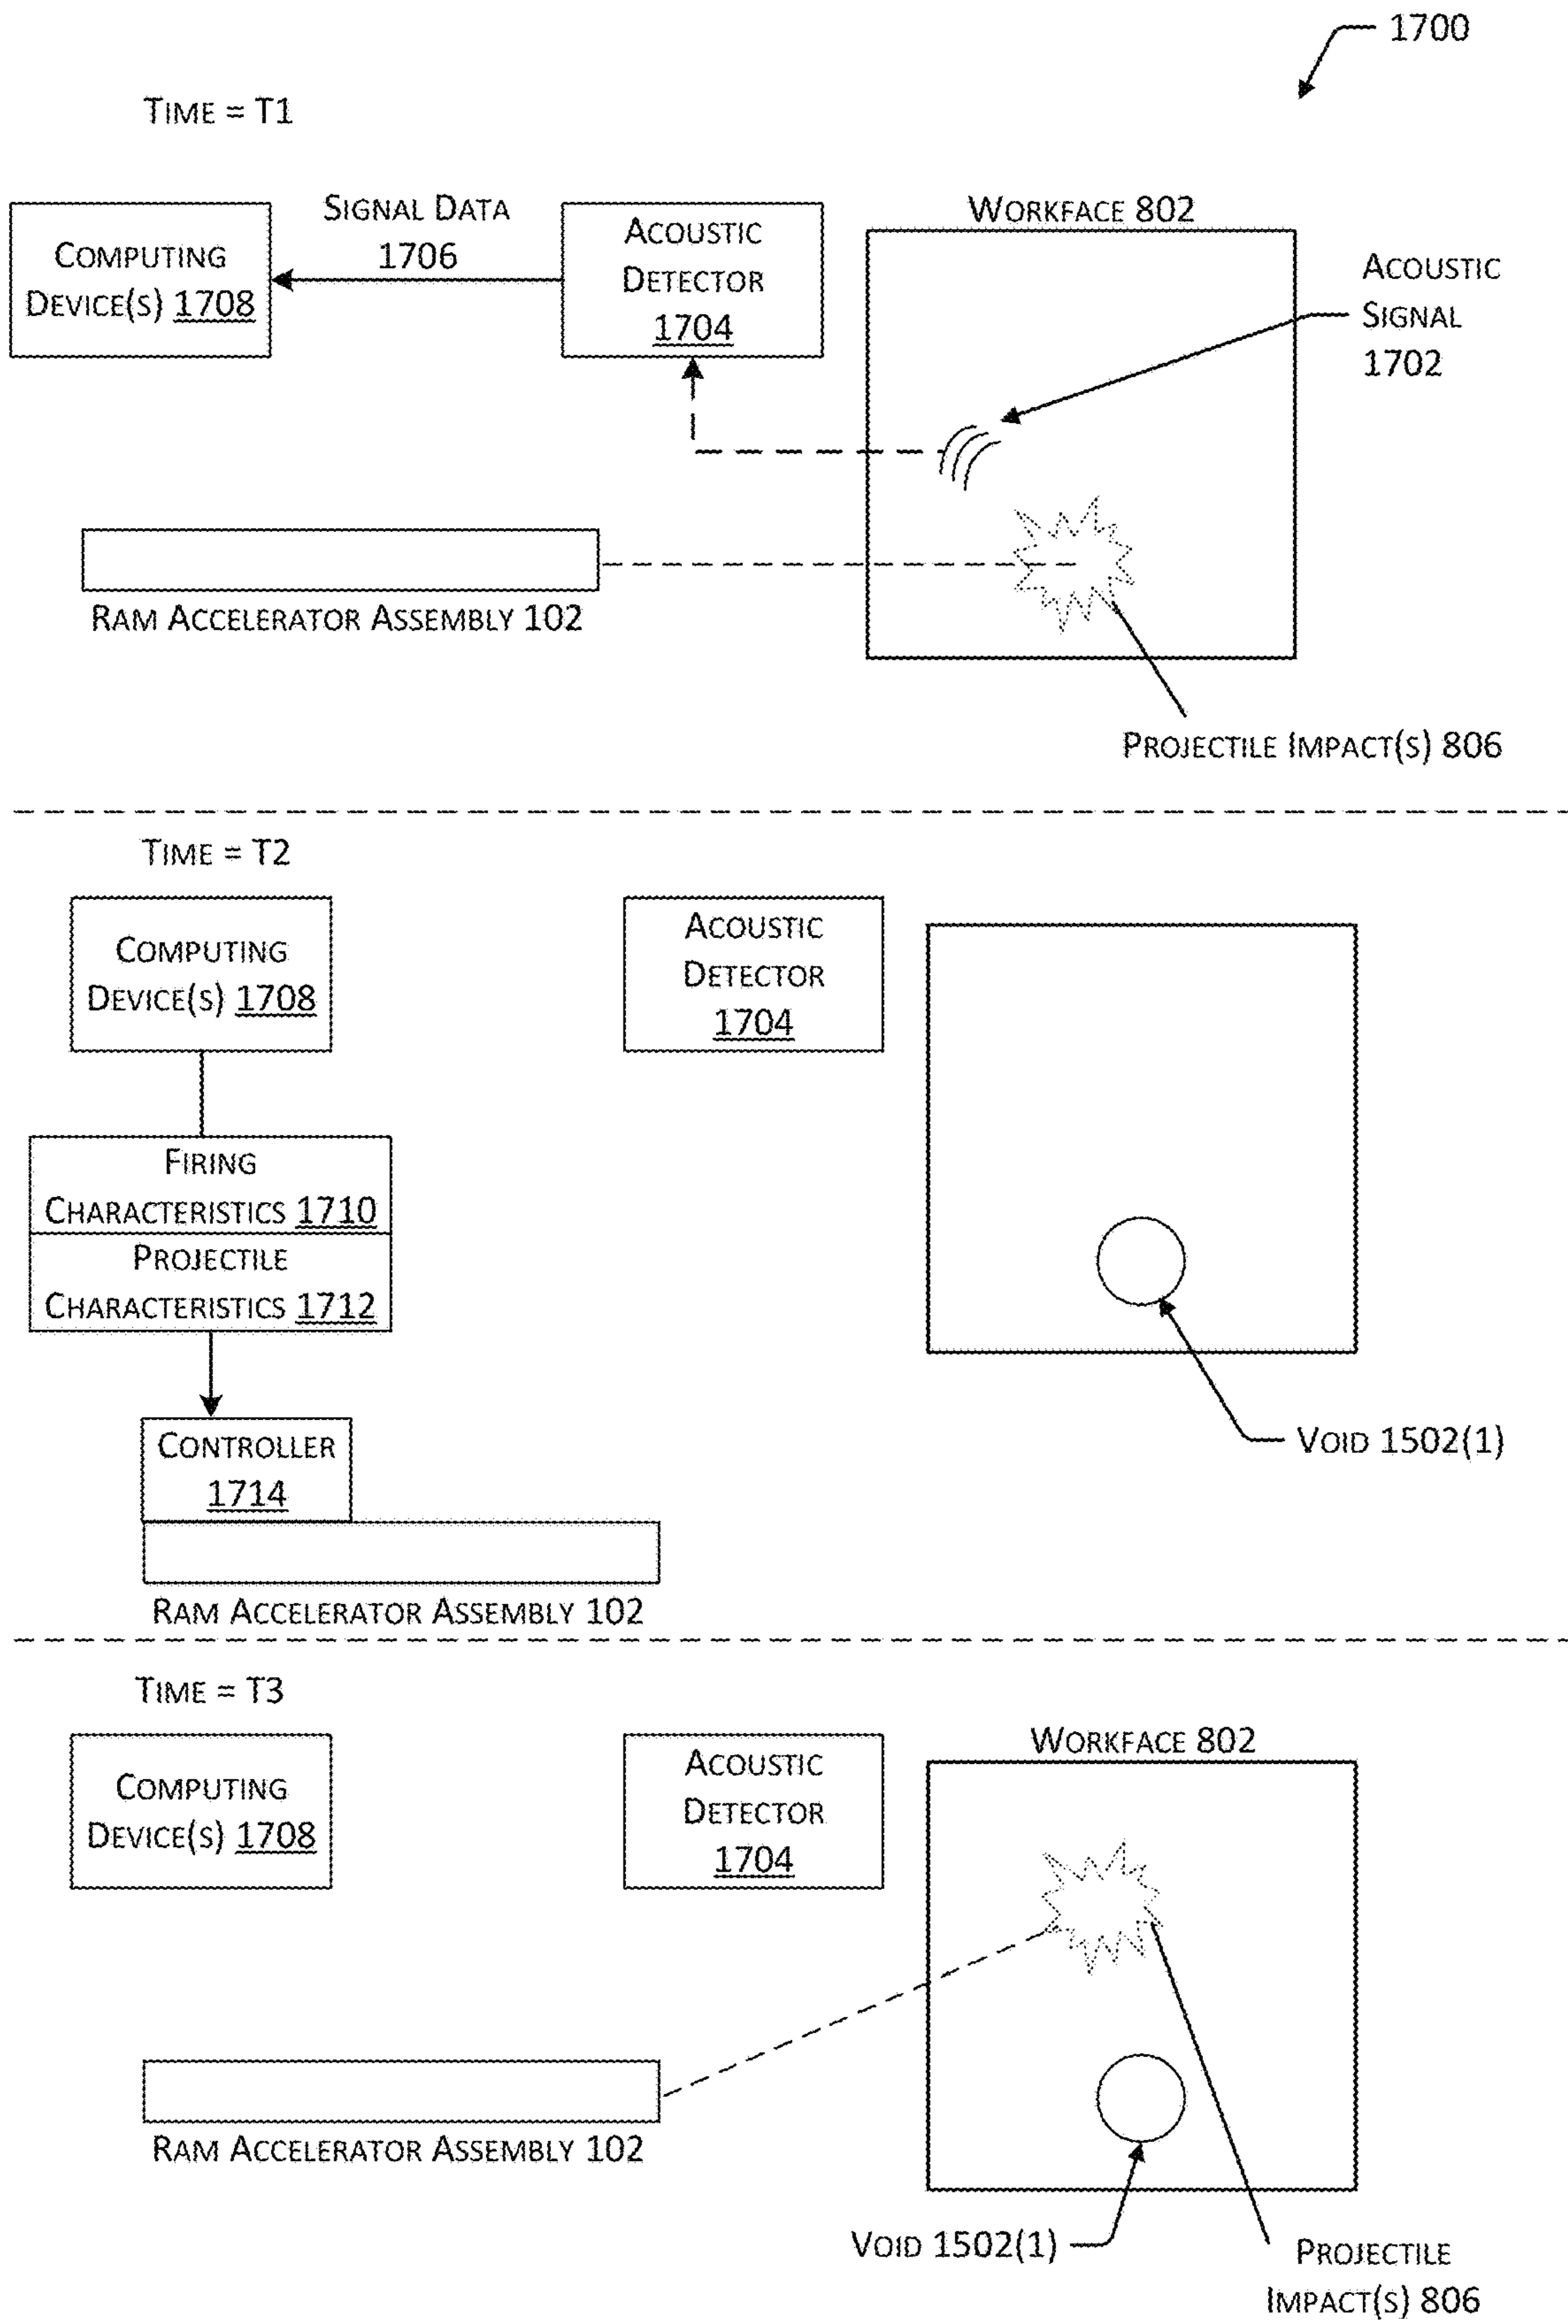 1700
TIME = T1
COMPUTING
DEVICE(S) 1708
SIGNAL DATA
1706
ACOUSTIC
DETECTOR
1704
WORKFACE 802
ACOUSTIC
SIGNAL
1702
RAM ACCELERATOR ASSEMBLY 102
PROJECTILE IMPACT(S) 806
TIME = T2
COMPUTING
DEVICE(S) 1708
ACOUSTIC
DETECTOR
1704
FIRING
CHARACTERISTICS 1710
PROJECTILE
CHARACTERISTICS 1712
CONTROLLER
1714
VOID 1502(1)
RAM ACCELERATOR ASSEMBLY 102
TIME = T3
COMPUTING
DEVICE(S) 1708
ACOUSTIC
DETECTOR
1704
WORKFACE 802
RAM ACCELERATOR ASSEMBLY 102
VOID 1502(1)
PROJECTILE
IMPACT(S) 806